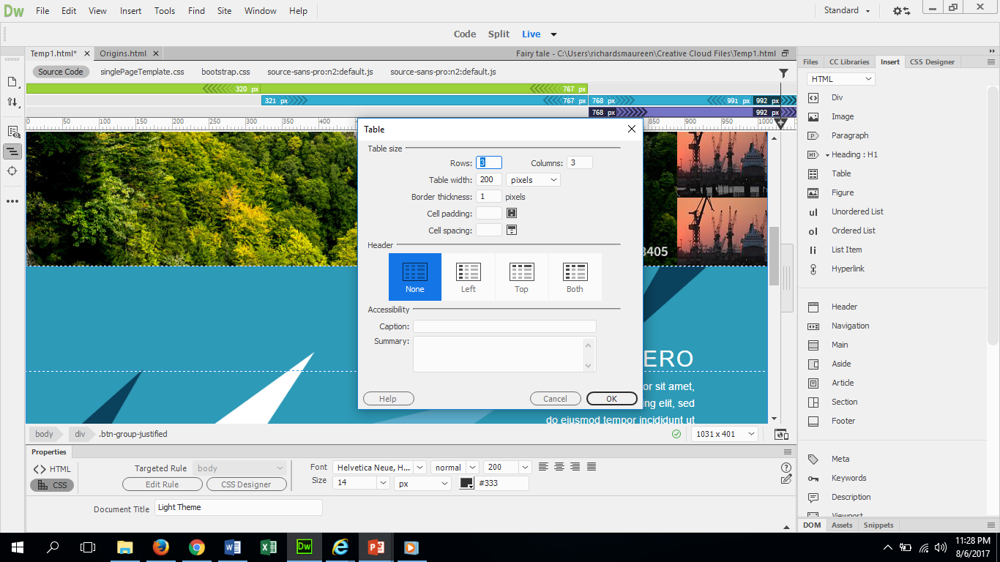 Dw File Edit View Insert Tools Find Site Window Help Standard
Code Split Live
Temp1.html* Origins.html Fairy tale - C:\Users\richardsmaureen\Creative Cloud Files\Temp1.html
Source Code singlePageTemplate.css bootstrap.css source-sans-pro:n2:default.js source-sans-pro:n2:default.js
320 px 767 px
321 px 767 px 768 px 991 px 992 px
768 px 992 px
0 50 100 150 200 250 300 350 400 850 900 950 1000
Table
Table size
Rows: 3 Columns: 3
Table width: 200 pixels
Border thickness: 1 pixels
Cell padding:
Cell spacing:
Header
None Left Top Both
Accessibility
Caption:
Summary:
Help Cancel OK
3405
ERO
or sit amet,
ing elit, sed
do eiusmod tempor incididunt ut
body div .btn-group-justified 1031 x 401
Properties
HTML
CSS
Targeted Rule body
Edit Rule CSS Designer
Font Helvetica Neue, H... normal 200
Size 14 px #333
Document Title Light Theme
Files CC Libraries Insert CSS Designer
HTML
Div
Image
Paragraph
H1 Heading : H1
Table
Figure
ul Unordered List
ol Ordered List
li List Item
Hyperlink
Header
Navigation
Main
Aside
Article
Section
Footer
Meta
Keywords
Description
Viewport
DOM Assets Snippets
Dw
11:28 PM
8/6/2017